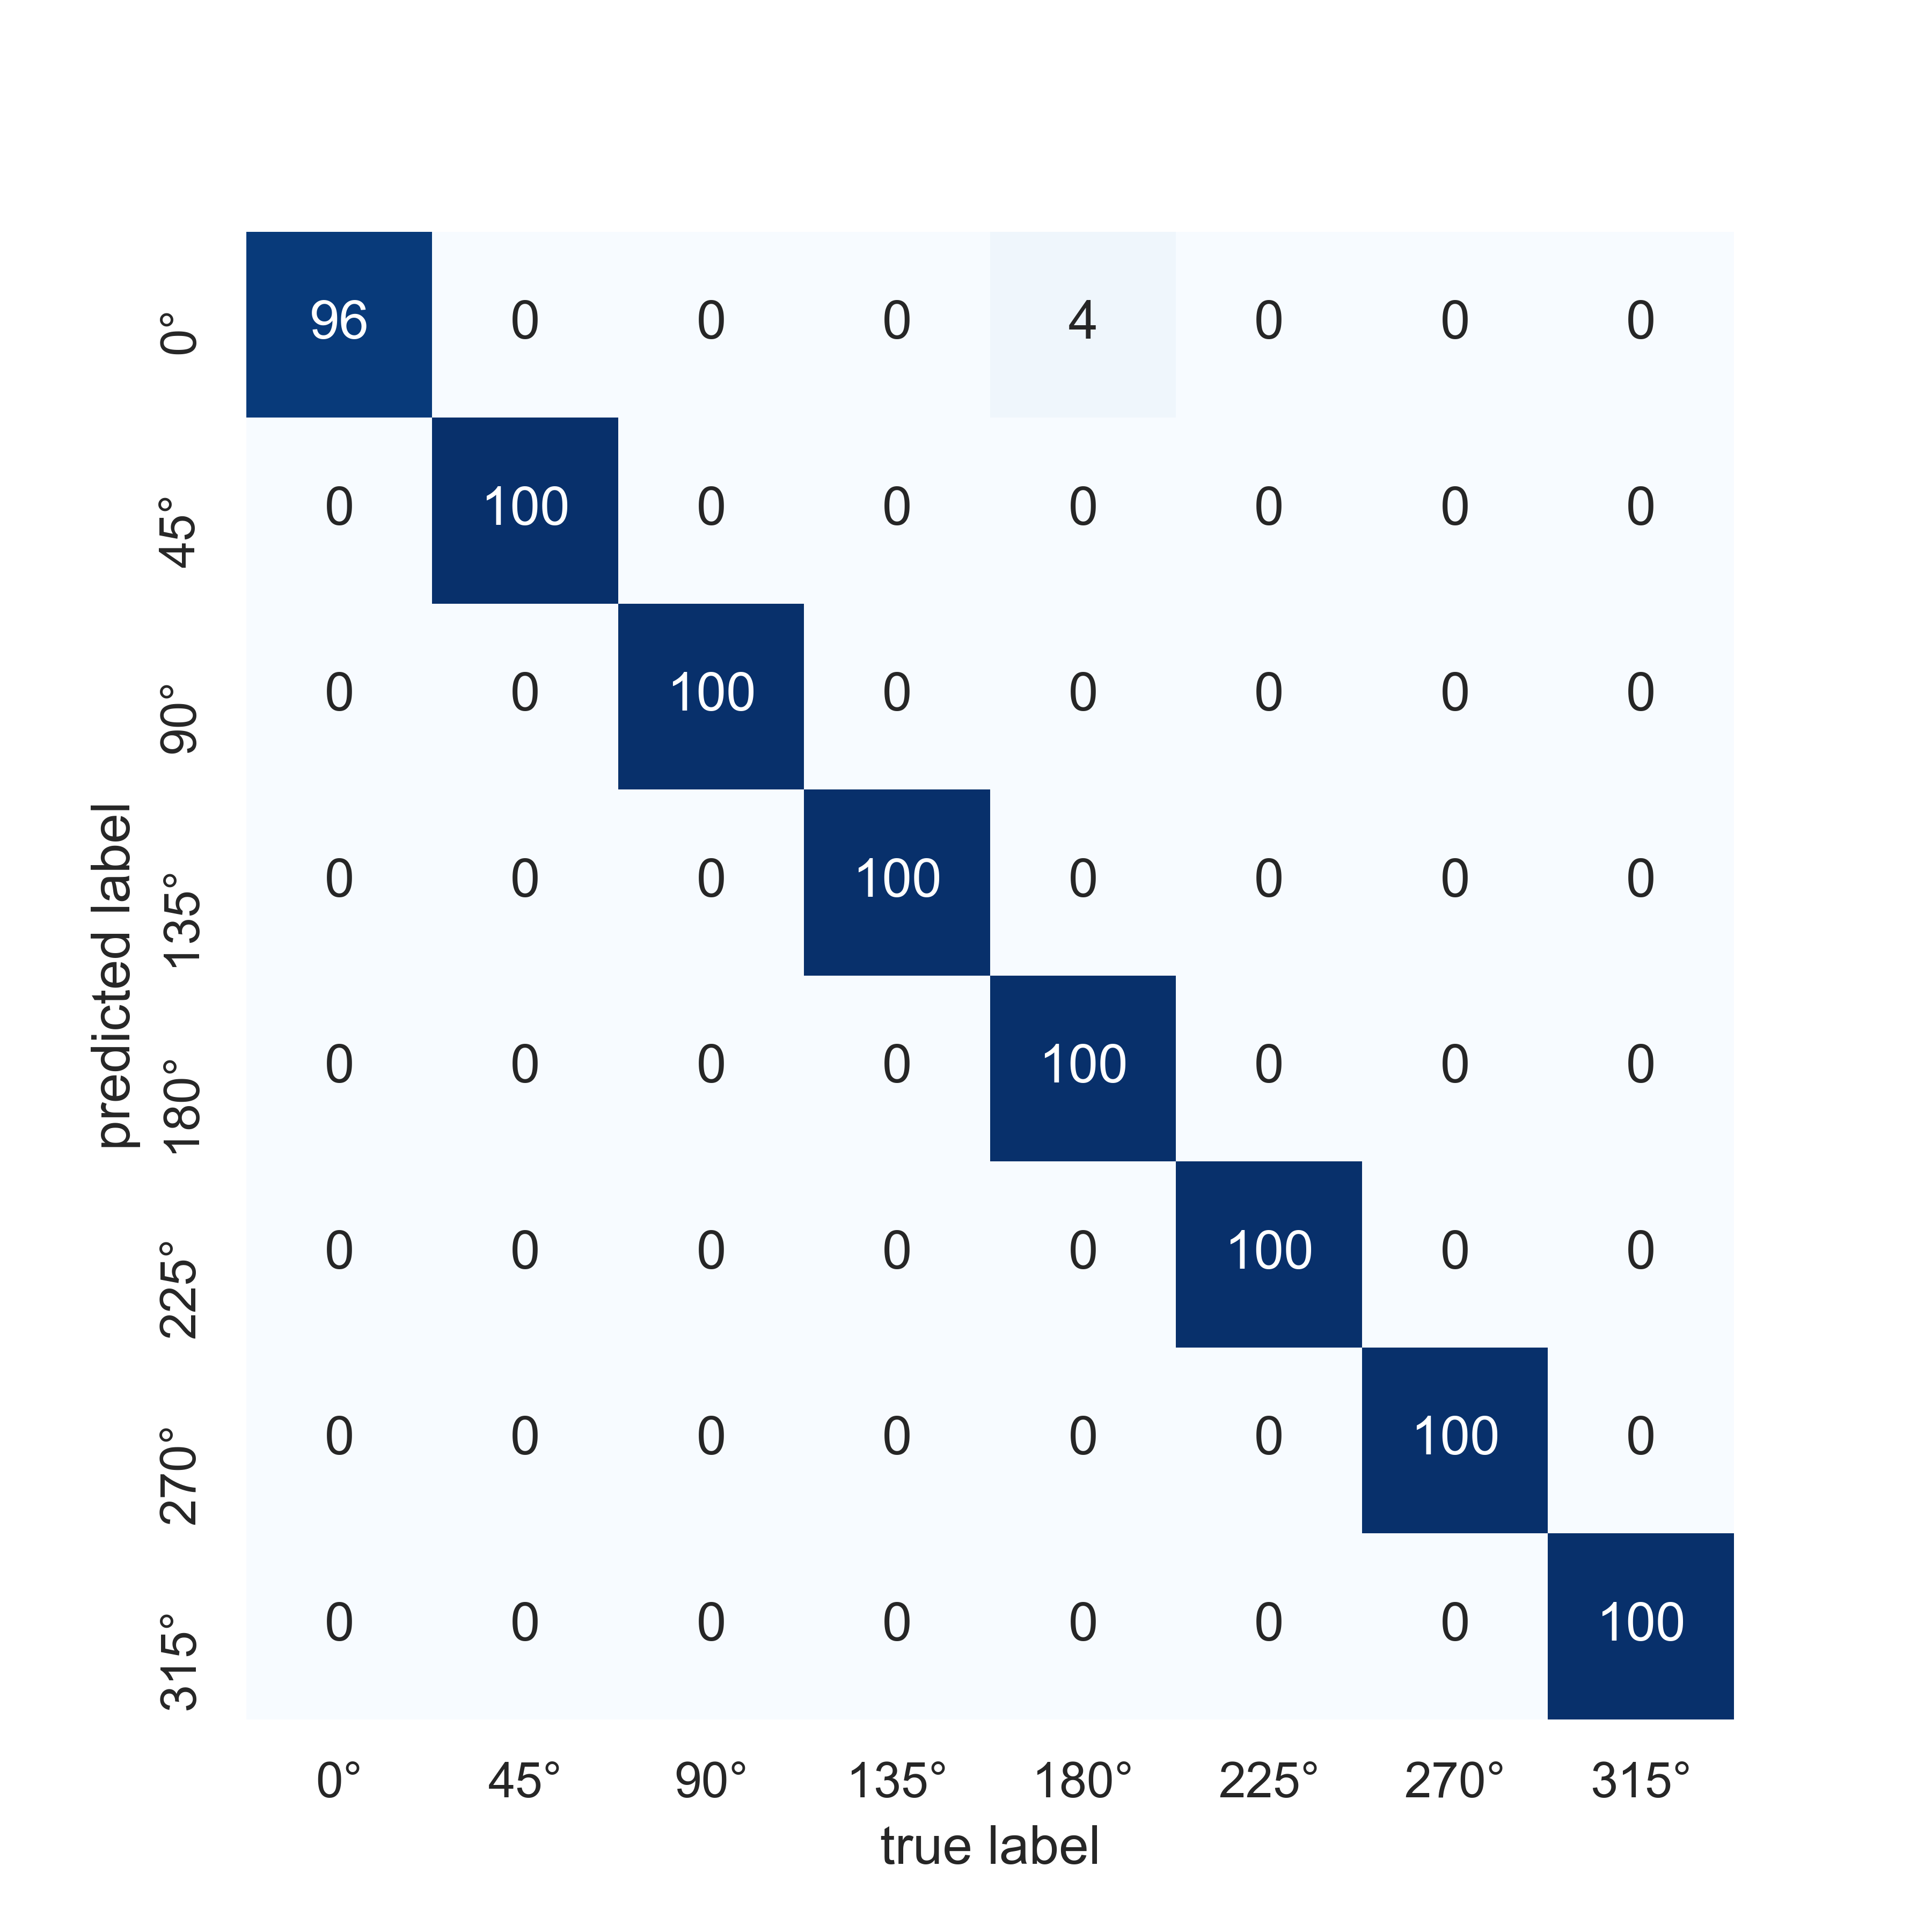 0° 96 0 0 0 4 0 0 0
45° 0 100 0 0 0 0 0 0
90° 0 0 100 0 0 0 0 0
135° 0 0 0 100 0 0 0 0
180° 0 0 0 0 100 0 0 0
225° 0 0 0 0 0 100 0 0
270° 0 0 0 0 0 0 100 0
315° 0 0 0 0 0 0 0 100
predicted label
0° 45° 90° 135° 180° 225° 270° 315°
true label